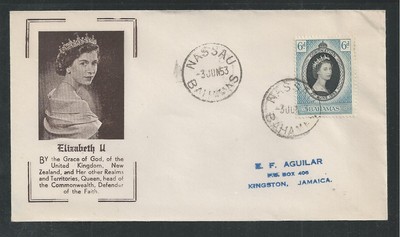 NASSAU
-3 JUN 53
BAHAMAS
6d 6d
BAHAMAS
NASSAU
BAHAM
Elizabeth II
BY the Grace of God, of the
United Kingdom, New
Zealand, and Her other Realms
and Territories, Queen, head of
the Commonwealth, Defender
of the Faith
E. F. AGUILAR
P.O. BOX 406
KINGSTON, JAMAICA.